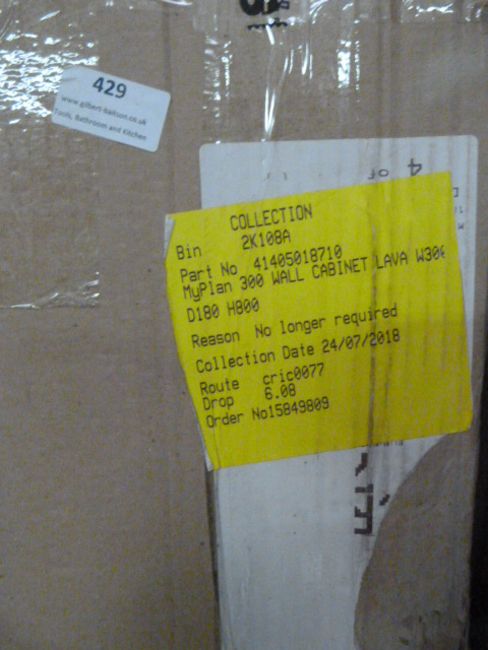 429
www.gilbert-baitson.co.uk
Tools, Bathroom and Kitchen
4 OF
COLLECTION
Bin 2K108A
Part No 41405018710
MyPlan 300 WALL CABINET LAVA W300
D180 H800
Reason No longer required
Collection Date 24/07/2018
Route cric0077
Drop 6.08
Order No15849809